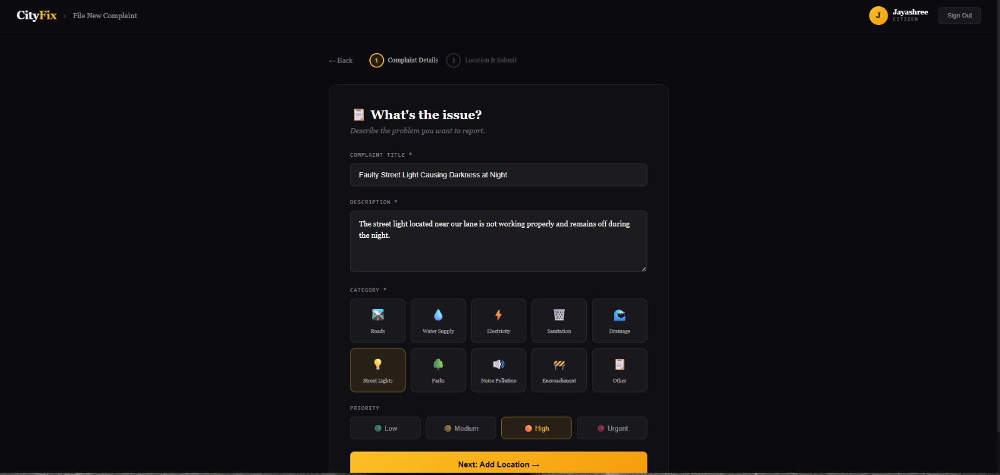 CityFix › File New Complaint
J Jayashree
CITIZEN
Sign Out
← Back 1 Complaint Details 2 Location & Submit
What's the issue?
Describe the problem you want to report.
COMPLAINT TITLE *
Faulty Street Light Causing Darkness at Night
DESCRIPTION *
The street light located near our lane is not working properly and remains off during
the night.
CATEGORY *
Roads Water Supply Electricity Sanitation Drainage
Street Lights Parks Noise Pollution Encroachment Other
PRIORITY
Low Medium High Urgent
Next: Add Location →